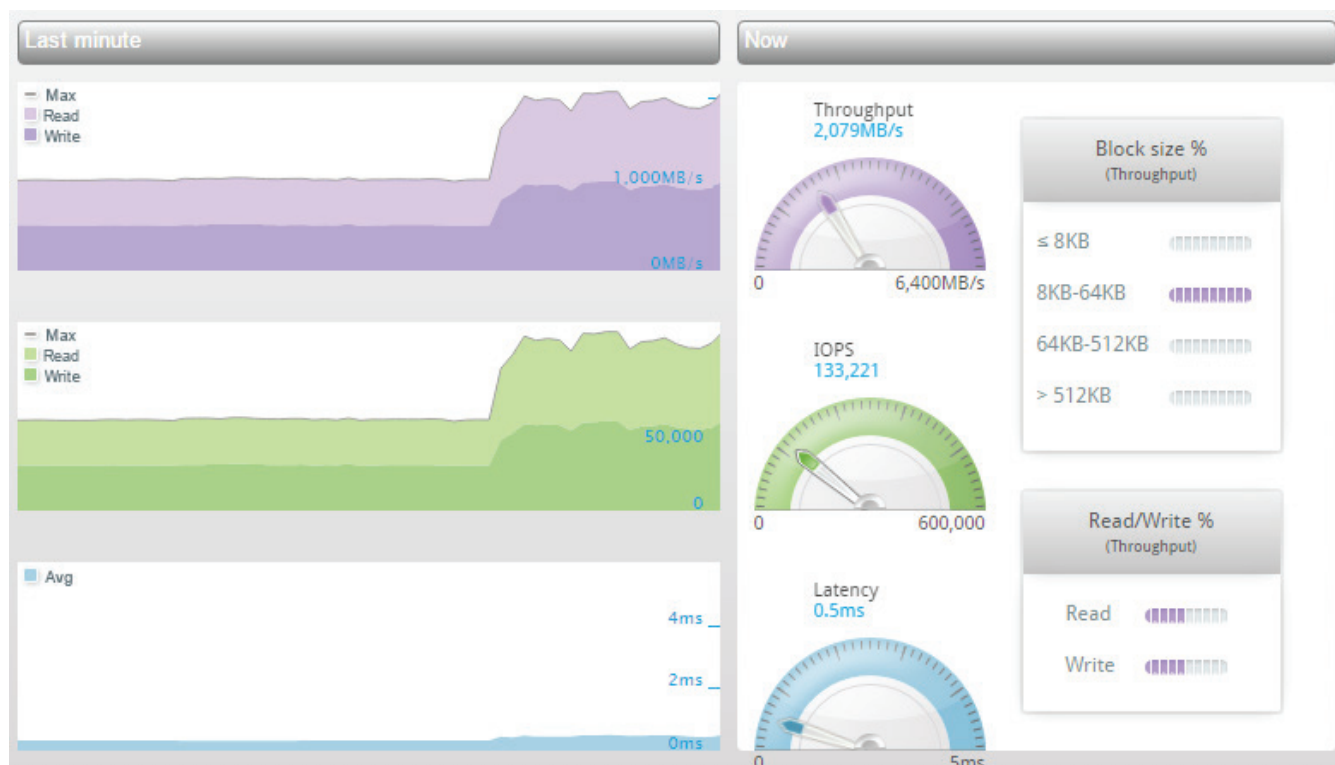 Last minute
Max
Read
Write
1,000MB/s
0MB/s
Max
Read
Write
50,000
0
Avg
4ms
2ms
0ms
Now
Throughput
2,079MB/s
0
6,400MB/s
IOPS
133,221
0
600,000
Latency
0.5ms
0
5ms
Block size %
(Throughput)
≤ 8KB
8KB-64KB
64KB-512KB
> 512KB
Read/Write %
(Throughput)
Read
Write